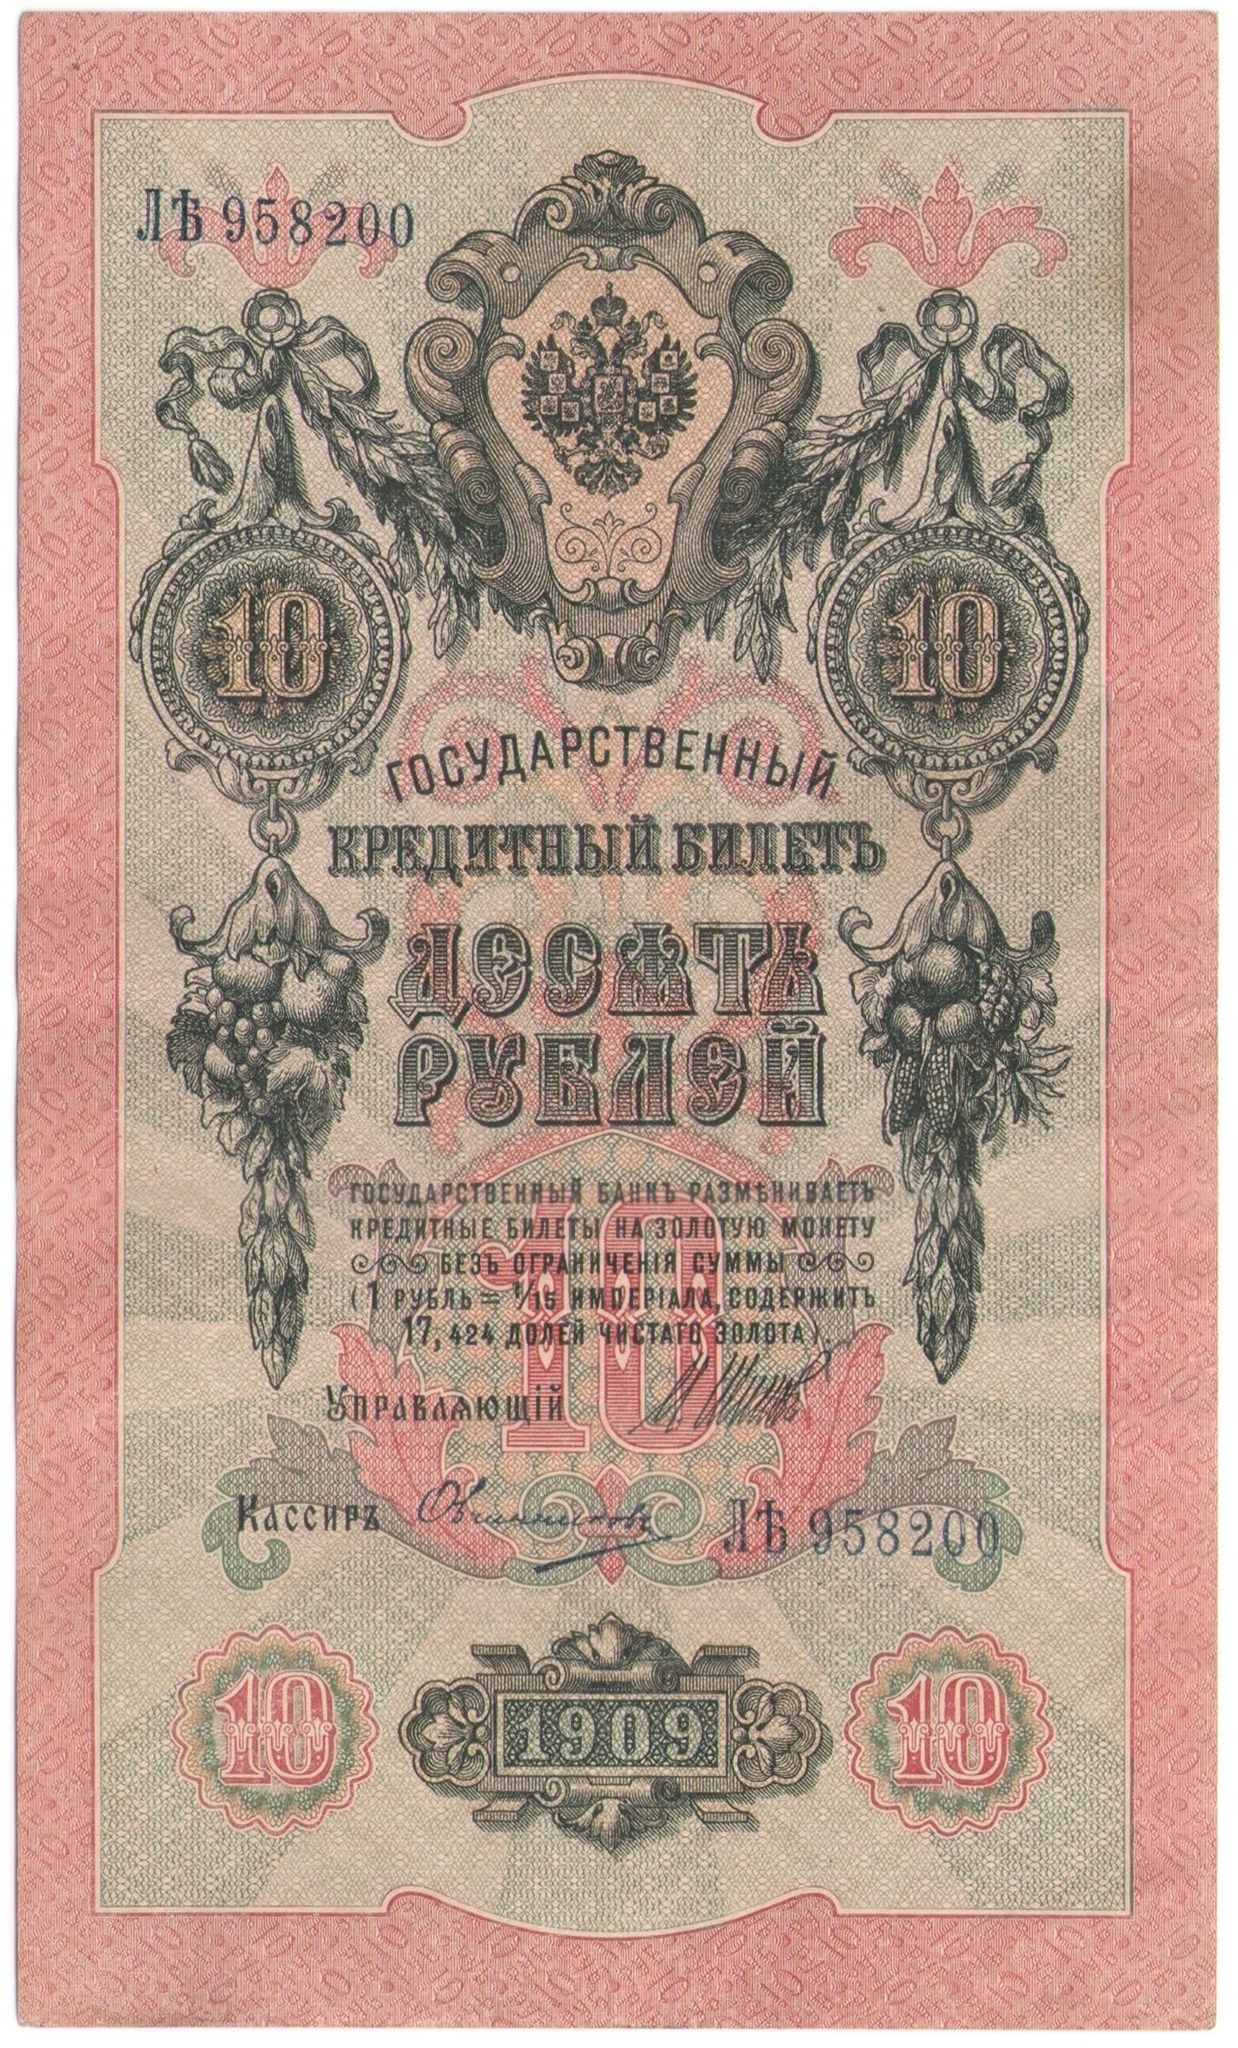 ЛѢ 958200
10 10
ГОСУДАРСТВЕННЫЙ
КРЕДИТНЫЙ БИЛЕТЪ
ДЕСЯТЬ
РУБЛЕЙ
ГОСУДАРСТВЕННЫЙ БАНКЪ РАЗМѢНИВАЕТЪ
КРЕДИТНЫЕ БИЛЕТЫ НА ЗОЛОТУЮ МОНЕТУ
БЕЗЪ ОГРАНИЧЕНІЯ СУММЫ
(1 РУБЛЬ = 1/15 ИМПЕРІАЛА, СОДЕРЖИТЪ
17,424 ДОЛЕЙ ЧИСТАГО ЗОЛОТА).
10
УПРАВЛЯЮЩІЙ
КАССИРЪ Овчинниковъ ЛѢ 958200
10 1909 10